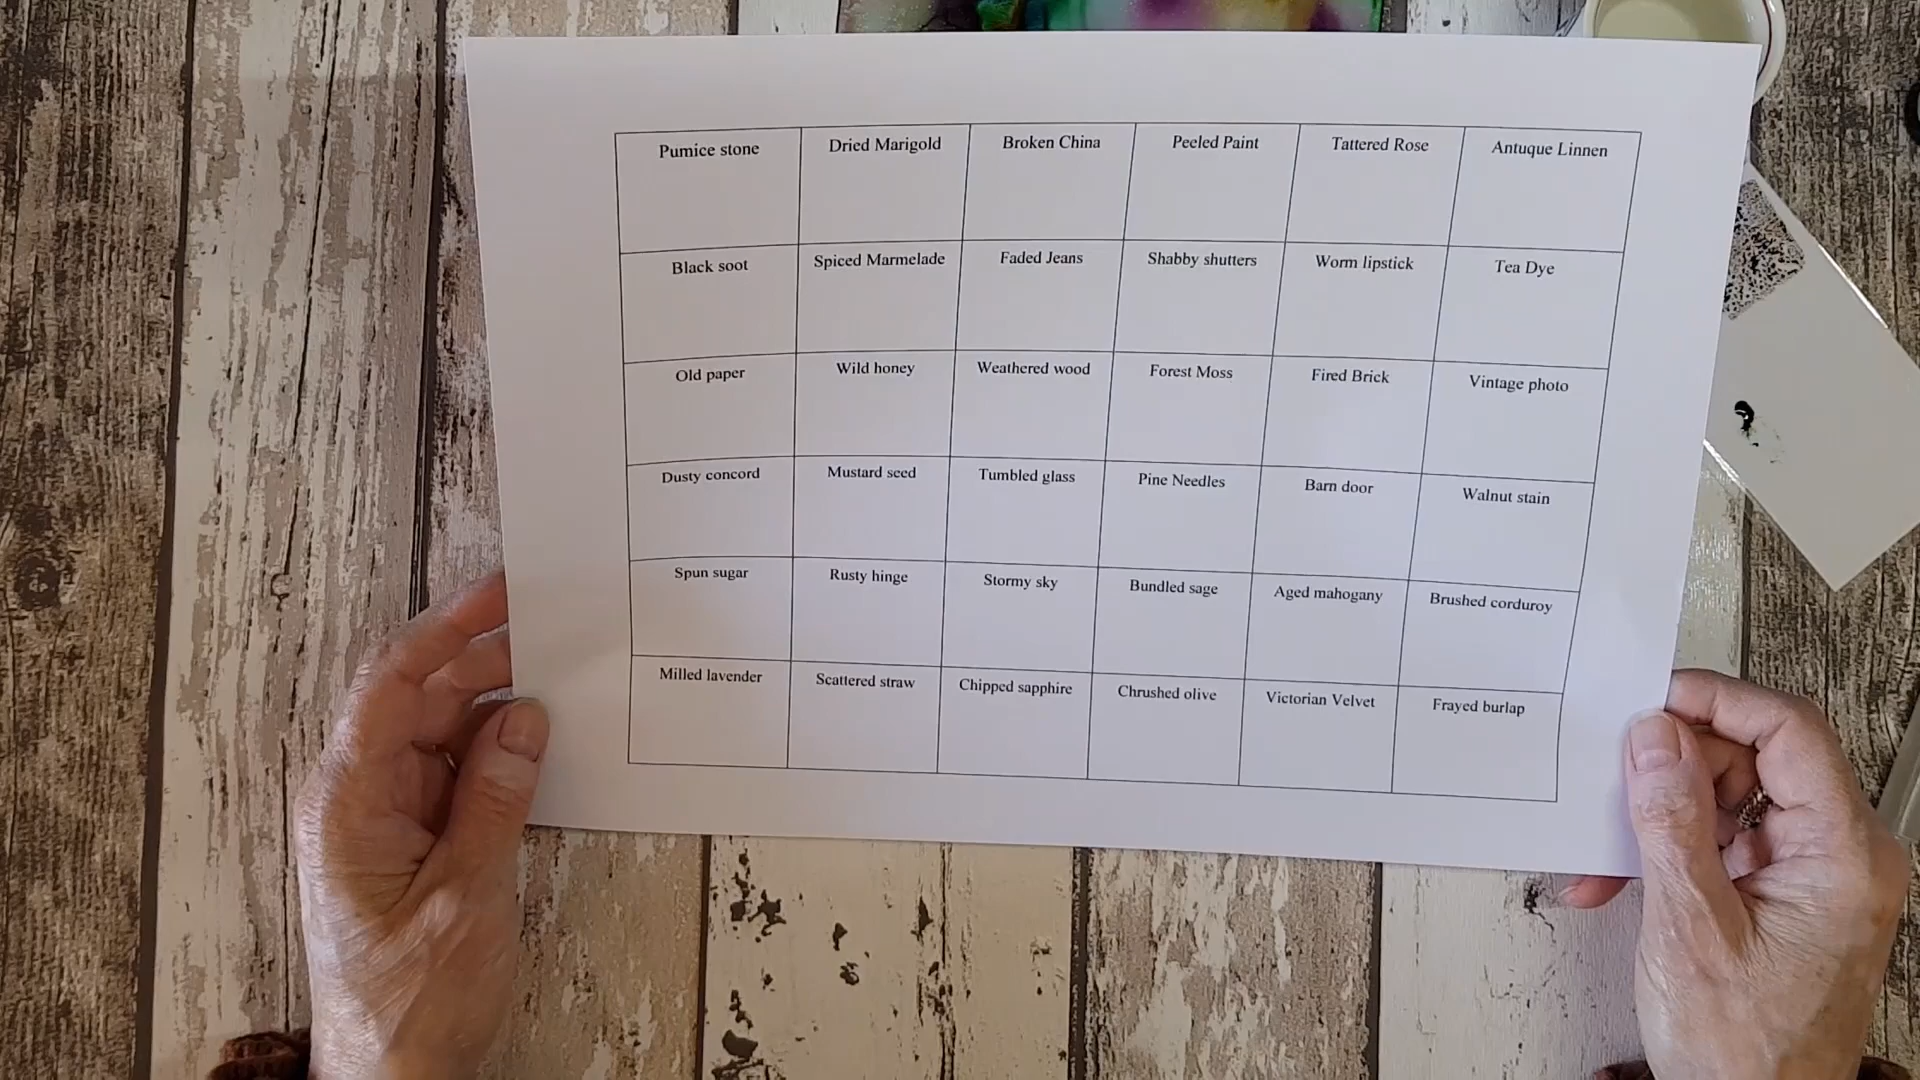 Pumice stone
Dried Marigold
Broken China
Peeled Paint
Tattered Rose
Antuque Linnen
Black soot
Spiced Marmelade
Faded Jeans
Shabby shutters
Worm lipstick
Tea Dye
Old paper
Wild honey
Weathered wood
Forest Moss
Fired Brick
Vintage photo
Dusty concord
Mustard seed
Tumbled glass
Pine Needles
Barn door
Walnut stain
Spun sugar
Rusty hinge
Stormy sky
Bundled sage
Aged mahogany
Brushed corduroy
Milled lavender
Scattered straw
Chipped sapphire
Chrushed olive
Victorian Velvet
Frayed burlap